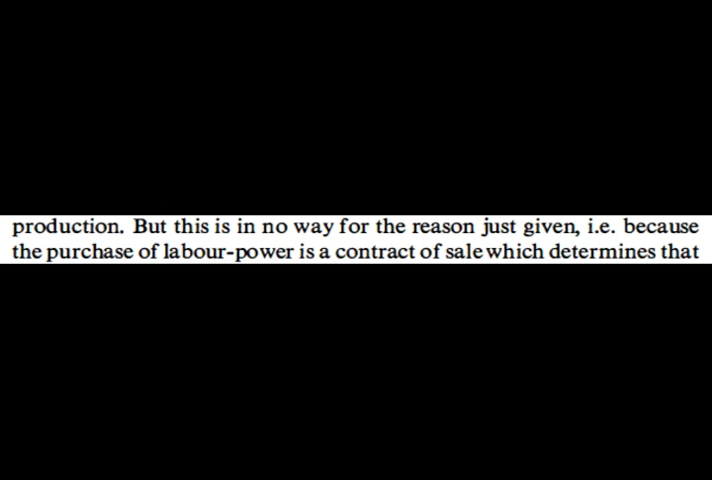 production. But this is in no way for the reason just given, i.e. because
the purchase of labour-power is a contract of sale which determines that